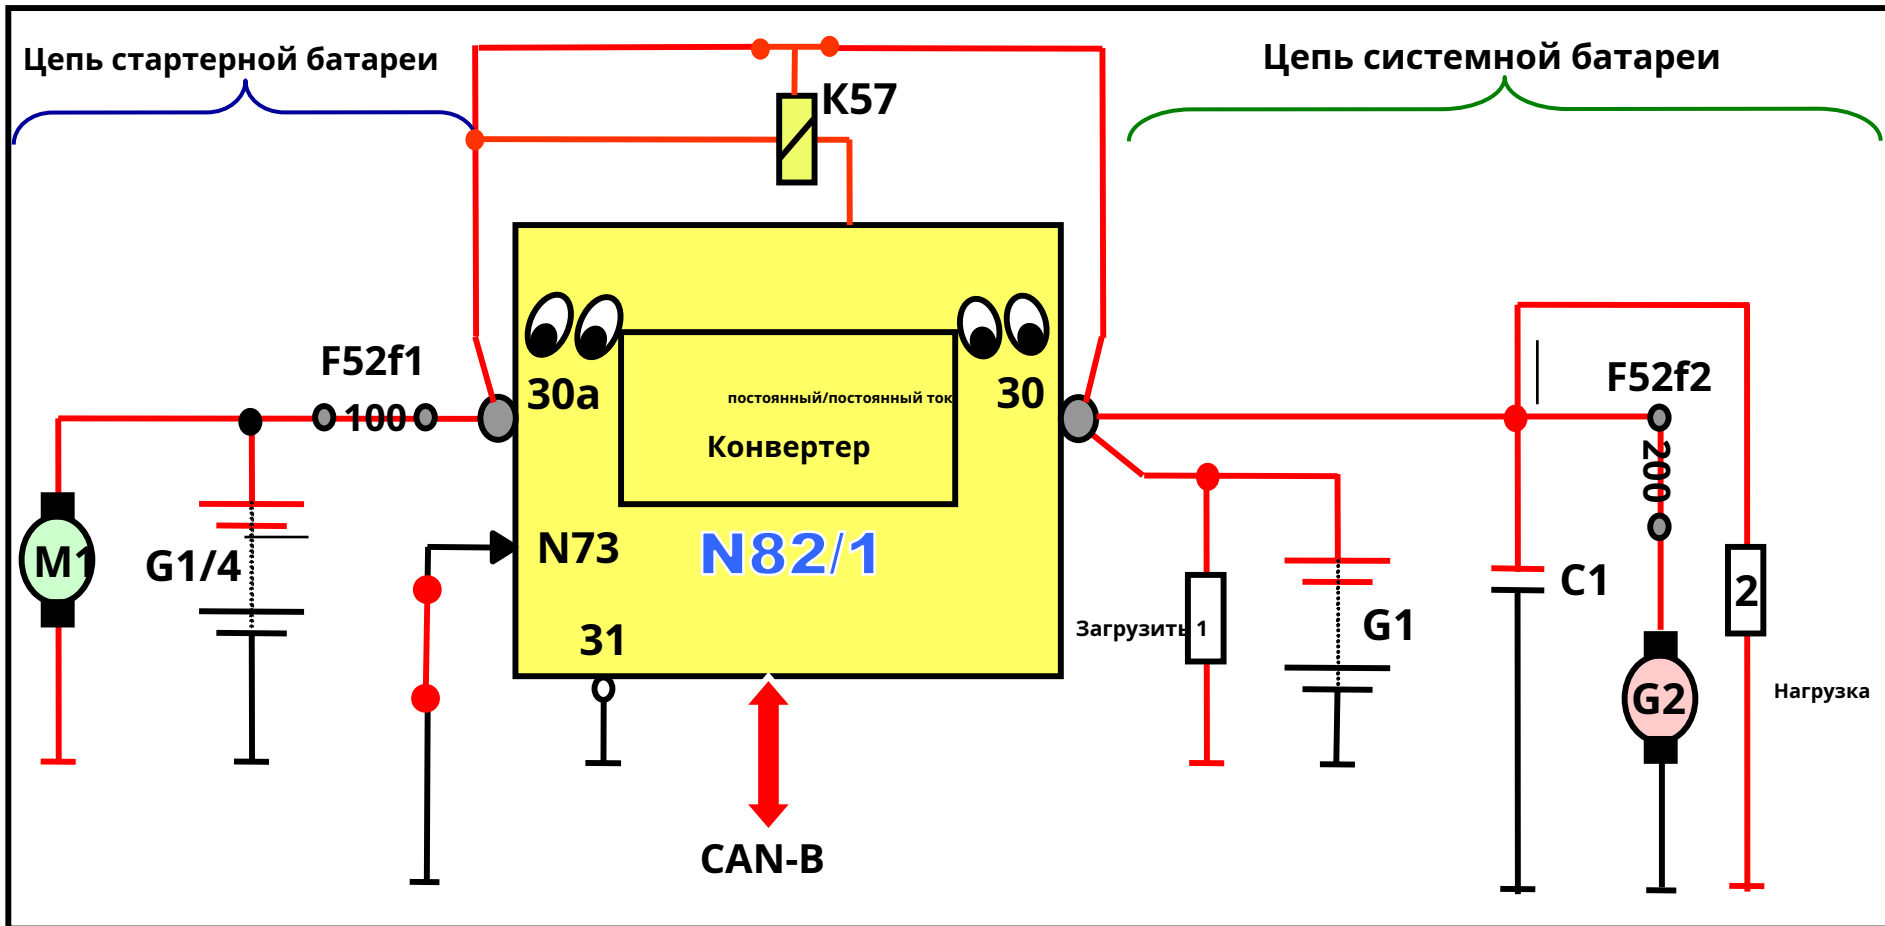 Цепь стартерной батареи
Цепь системной батареи
К57
F52f1
100
30a
30
постоянный/постоянный ток
Конвертер
F52f2
200
M1
G1/4
N73
N82/1
31
Загрузить 1
G1
C1
2
G2
Нагрузка
CAN-B